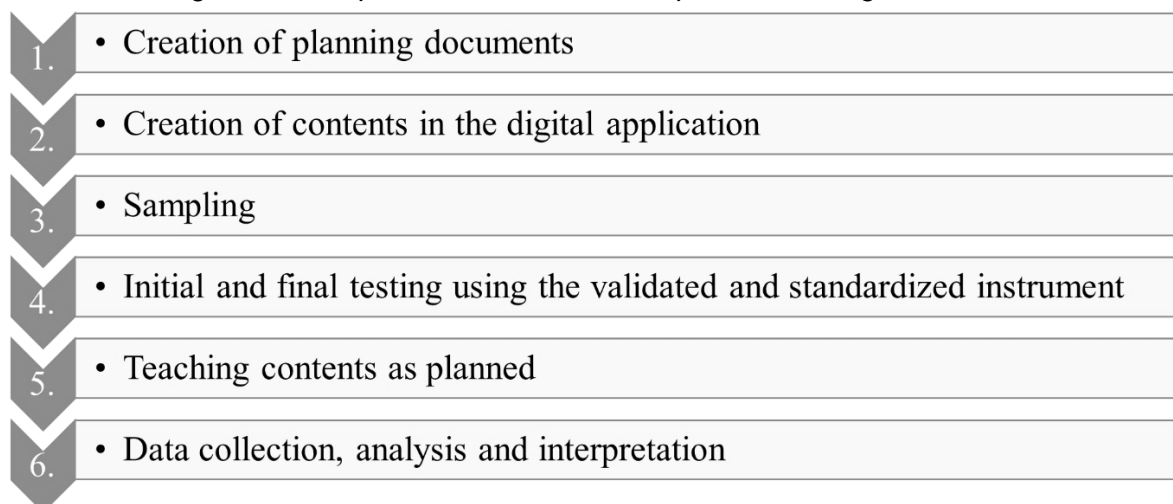 1. • Creation of planning documents
2. • Creation of contents in the digital application
3. • Sampling
4. • Initial and final testing using the validated and standardized instrument
5. • Teaching contents as planned
6. • Data collection, analysis and interpretation